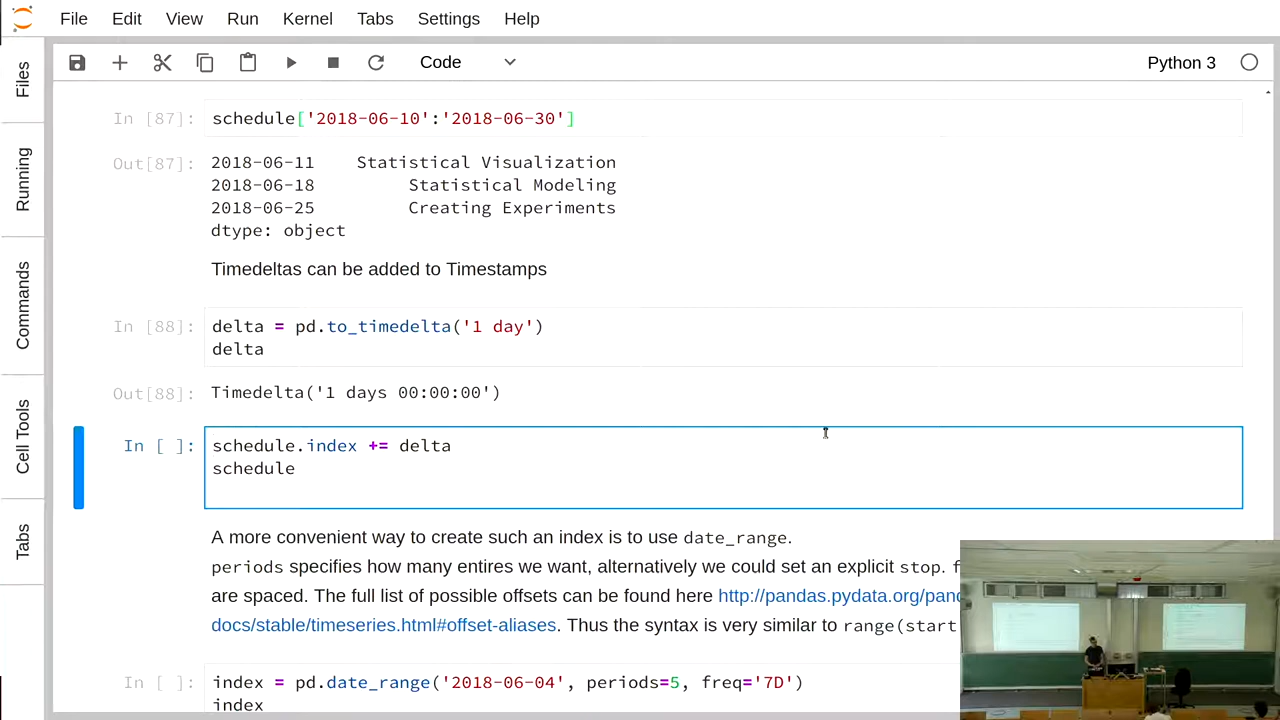 File Edit View Run Kernel Tabs Settings Help
Files
Running
Commands
Cell Tools
Tabs
Code
Python 3
In [87]: schedule['2018-06-10':'2018-06-30']
Out[87]: 2018-06-11 Statistical Visualization
2018-06-18 Statistical Modeling
2018-06-25 Creating Experiments
dtype: object
Timedeltas can be added to Timestamps
In [88]: delta = pd.to_timedelta('1 day')
delta
Out[88]: Timedelta('1 days 00:00:00')
In [ ]: schedule.index += delta
schedule
A more convenient way to create such an index is to use date_range.
periods specifies how many entires we want, alternatively we could set an explicit stop.
are spaced. The full list of possible offsets can be found here http://pandas.pydata.org/pand
docs/stable/timeseries.html#offset-aliases. Thus the syntax is very similar to range(start
In [ ]: index = pd.date_range('2018-06-04', periods=5, freq='7D')
index